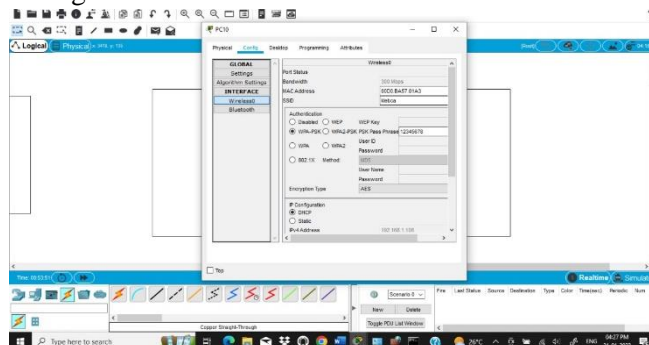 PC10
Physical Config Desktop Programming Attributes
Logical Physical
GLOBAL
Settings
Algorithm Settings
INTERFACE
Wireless0
Bluetooth
Wireless0
Port Status
Bandwidth 300 Mbps
MAC Address
SSID
Authentication
Disabled WEP WEP Key
WPA-PSK WPA2-PSK PSK Pass Phrase 12345678
WPA WPA2 User ID
Password
802.1X Method: MD5
User Name
Password
Encryption Type AES
IP Configuration
DHCP
Static
IPv4 Address
Top
Realtime
Scenario 0
Fire Last Status Source Destination Type Color Time(sec) Periodic Num
New Delete
Toggle PDU List Window
Copper Straight-Through
Type here to search
26°C ENG 04:27 PM